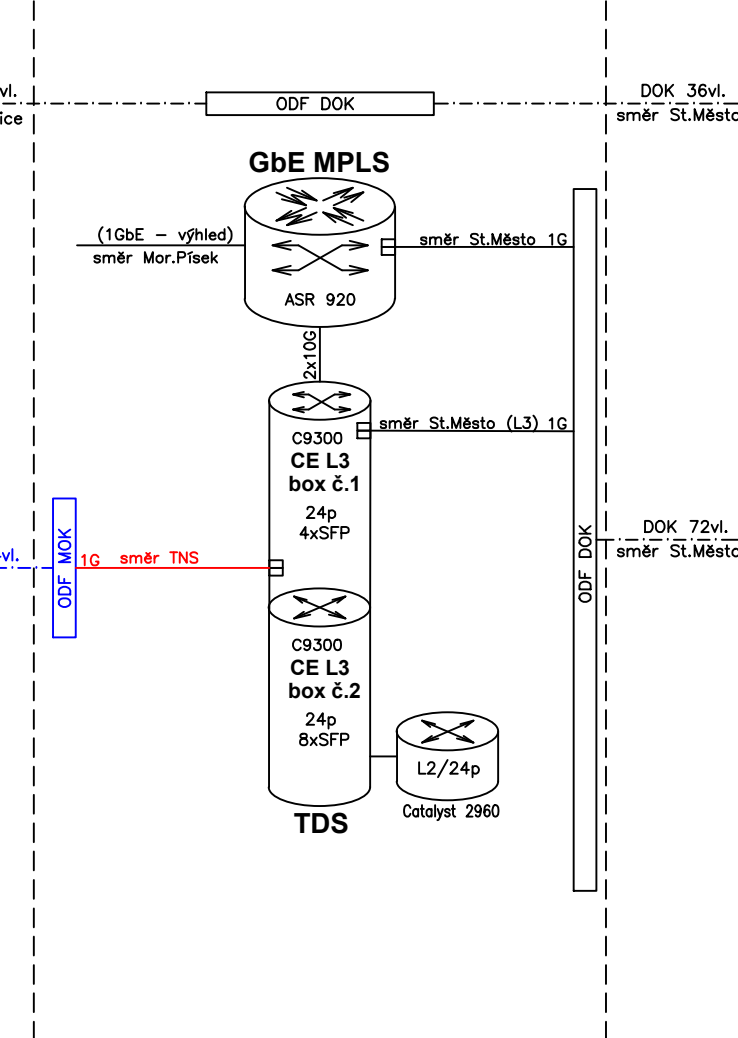 vl.
ice
ODF DOK
DOK 36vl.
směr St.Město
GbE MPLS
(1GbE – výhled)
směr Mor.Písek
směr St.Město 1G
ASR 920
2x10G
směr St.Město (L3) 1G
C9300
CE L3
box č.1
24p
4xSFP
vl.
ODF MOK
1G směr TNS
ODF DOK
DOK 72vl.
směr St.Město
C9300
CE L3
box č.2
24p
8xSFP
L2/24p
Catalyst 2960
TDS